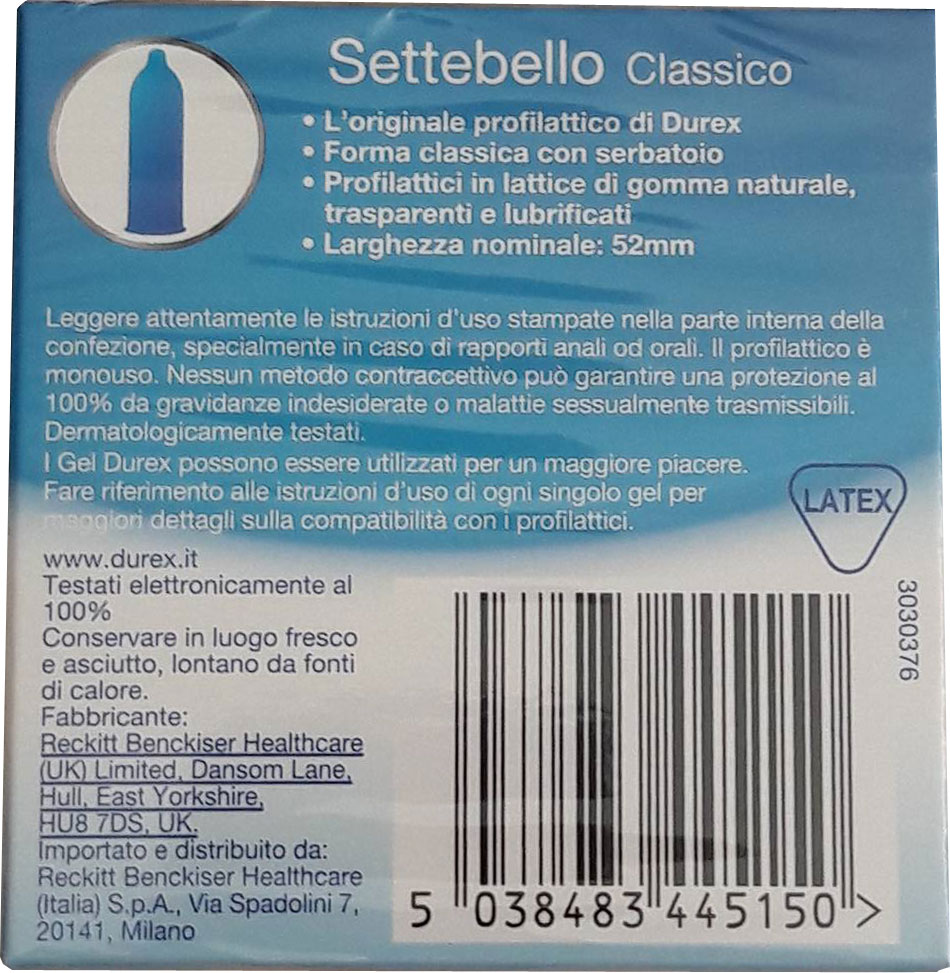 Settebello Classico
• L'originale profilattico di Durex
• Forma classica con serbatoio
• Profilattici in lattice di gomma naturale,
trasparenti e lubrificati
• Larghezza nominale: 52mm
Leggere attentamente le istruzioni d'uso stampate nella parte interna della
confezione, specialmente in caso di rapporti anali od orali. Il profilattico è
monouso. Nessun metodo contraccettivo può garantire una protezione al
100% da gravidanze indesiderate o malattie sessualmente trasmissibili.
Dermatologicamente testati.
I Gel Durex possono essere utilizzati per un maggiore piacere.
Fare riferimento alle istruzioni d'uso di ogni singolo gel per
maggiori dettagli sulla compatibilità con i profilattici.
LATEX
www.durex.it
Testati elettronicamente al
100%
Conservare in luogo fresco
e asciutto, lontano da fonti
di calore.
Fabbricante:
Reckitt Benckiser Healthcare
(UK) Limited, Dansom Lane,
Hull, East Yorkshire,
HU8 7DS, UK.
Importato e distribuito da:
Reckitt Benckiser Healthcare
(Italia) S.p.A., Via Spadolini 7,
20141, Milano
3030376
5 038483 445150 >